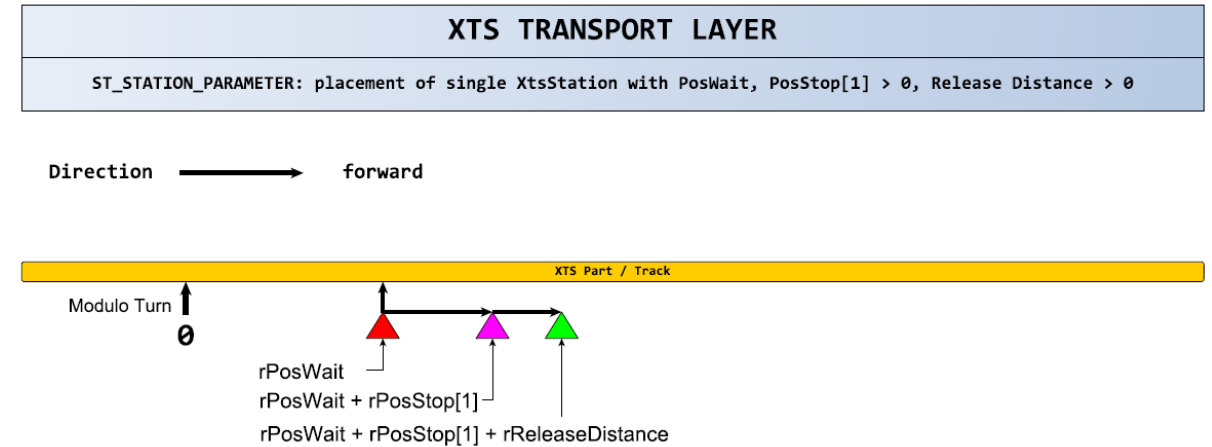 XTS TRANSPORT LAYER
ST_STATION_PARAMETER: placement of single XtsStation with PosWait, PosStop[1] > 0, Release Distance > 0
Direction forward
XTS Part / Track
Modulo Turn
0
rPosWait
rPosWait + rPosStop[1]
rPosWait + rPosStop[1] + rReleaseDistance